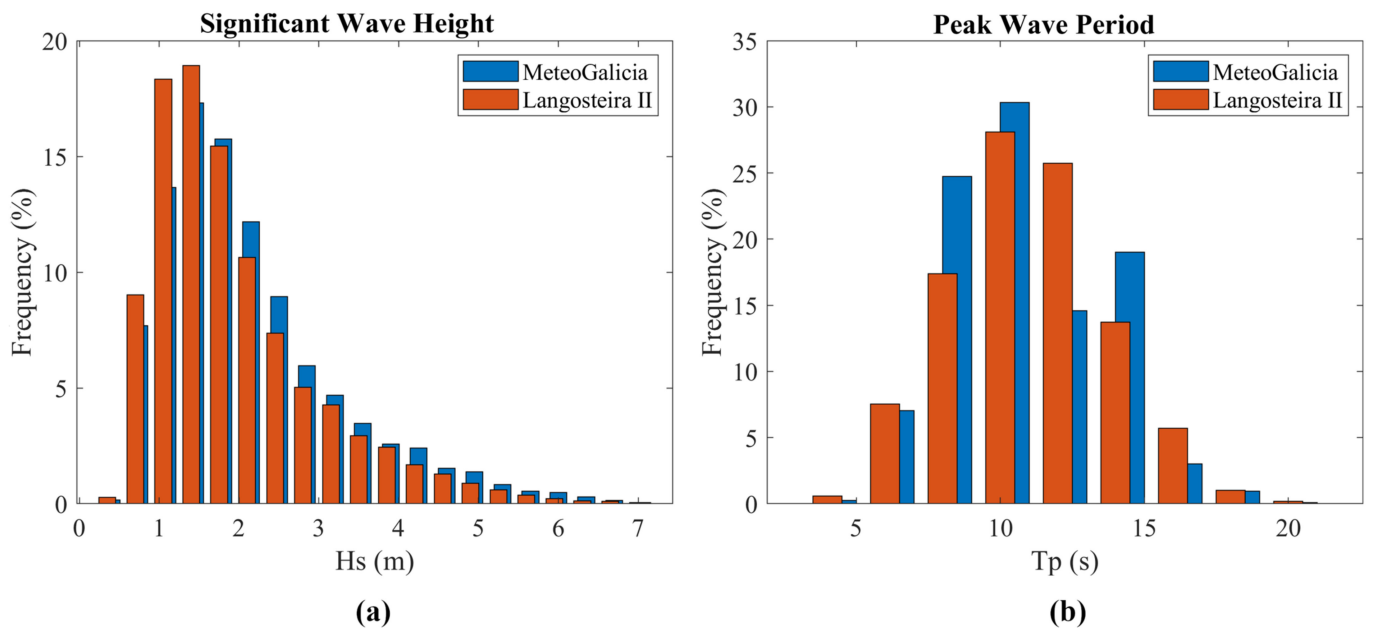 Significant Wave Height
20
15
10
5
0
Frequency (%)
MeteoGalicia
Langosteira II
0 1 2 3 4 5 6 7
Hs (m)
(a)
Peak Wave Period
35
30
25
20
15
10
5
0
Frequency (%)
MeteoGalicia
Langosteira II
5 10 15 20
Tp (s)
(b)